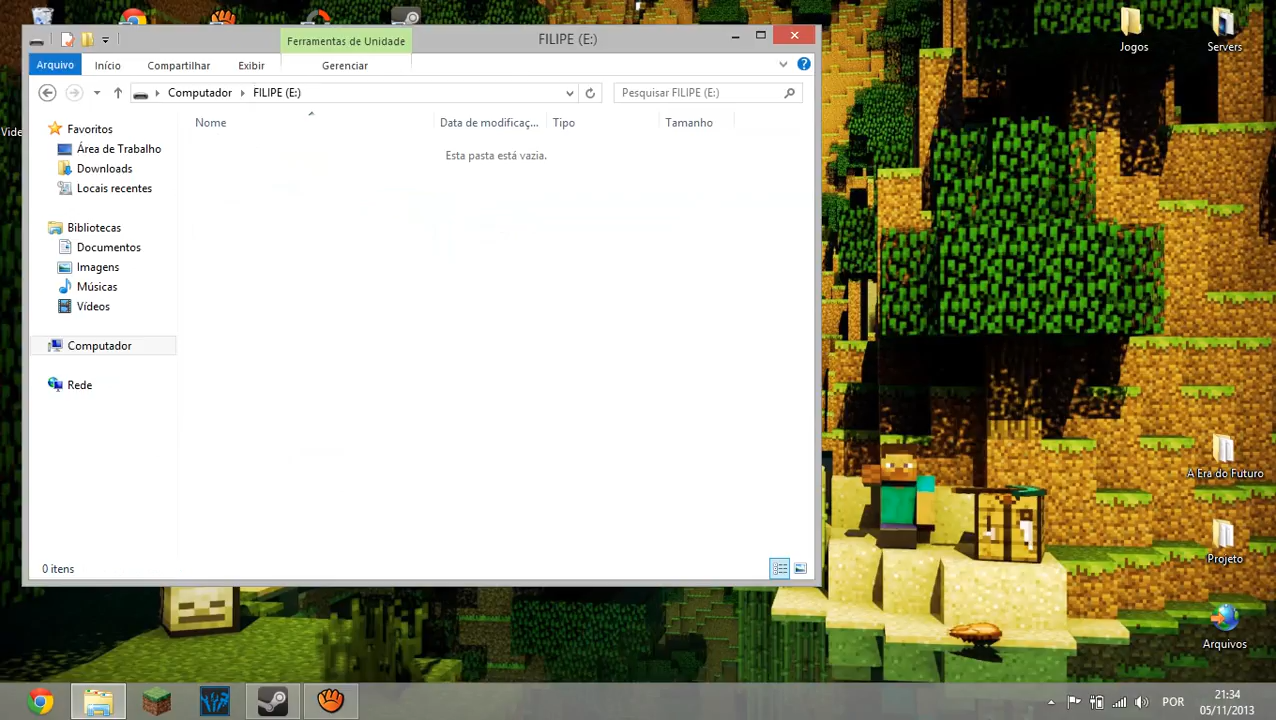 Ferramentas de Unidade
FILIPE (E:)
Arquivo
Início
Compartilhar
Exibir
Gerenciar
Computador
FILIPE (E:)
Pesquisar FILIPE (E:)
Nome
Data de modificaç...
Tipo
Tamanho
Esta pasta está vazia.
Favoritos
Área de Trabalho
Downloads
Locais recentes
Bibliotecas
Documentos
Imagens
Músicas
Vídeos
Computador
Rede
0 itens
Vide
Jogos
Servers
A Era do Futuro
Projeto
Arquivos
POR
21:34
05/11/2013